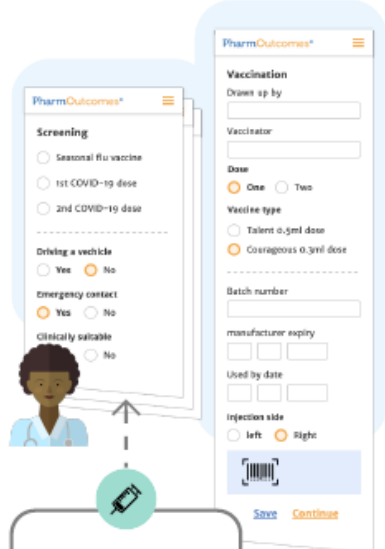 PharmOutcomes®
Screening
Seasonal flu vaccine
1st COVID-19 dose
2nd COVID-19 dose
Driving a vechicle
Yes No
Emergency contact
Yes No
Clinically suitable
No
PharmOutcomes®
Vaccination
Drawn up by
Vaccinator
Dose
One Two
Vaccine type
Talent 0.5ml dose
Courageous 0.3ml dose
Batch number
manufacturer expiry
Used by date
Injection side
left Right
Save Continue